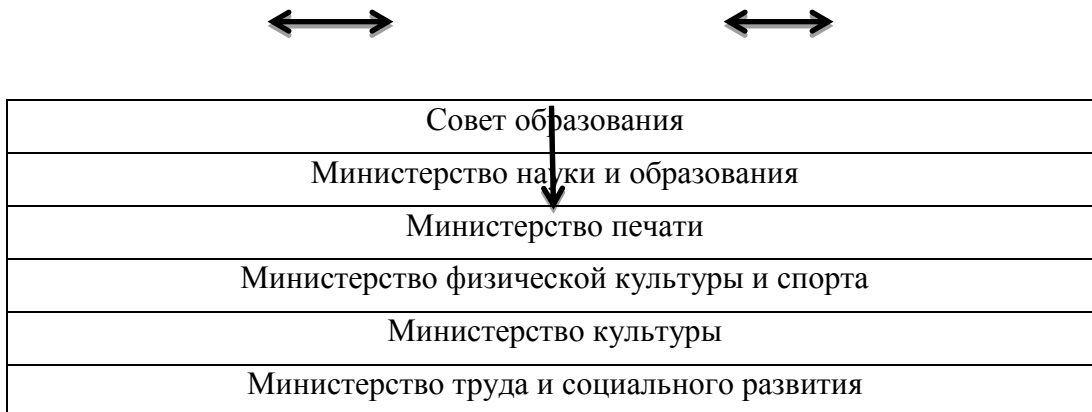 Совет образования
Министерство науки и образования
Министерство печати
Министерство физической культуры и спорта
Министерство культуры
Министерство труда и социального развития